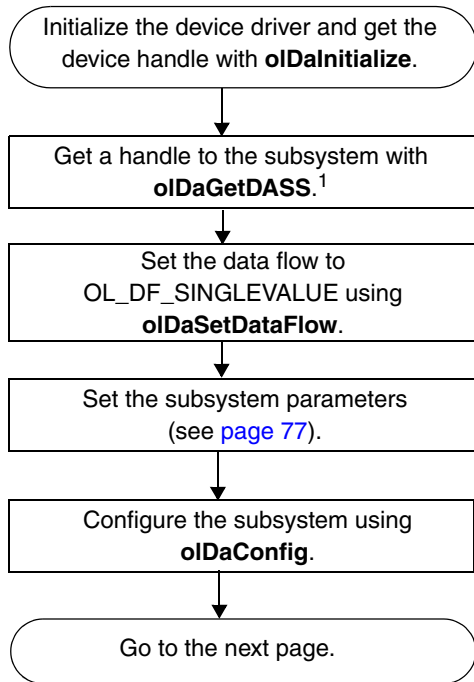 Initialize the device driver and get the
device handle with olDaInitialize.
Get a handle to the subsystem with
olDaGetDASS.1
Set the data flow to
OL_DF_SINGLEVALUE using
olDaSetDataFlow.
Set the subsystem parameters
(see page 77).
Configure the subsystem using
olDaConfig.
Go to the next page.